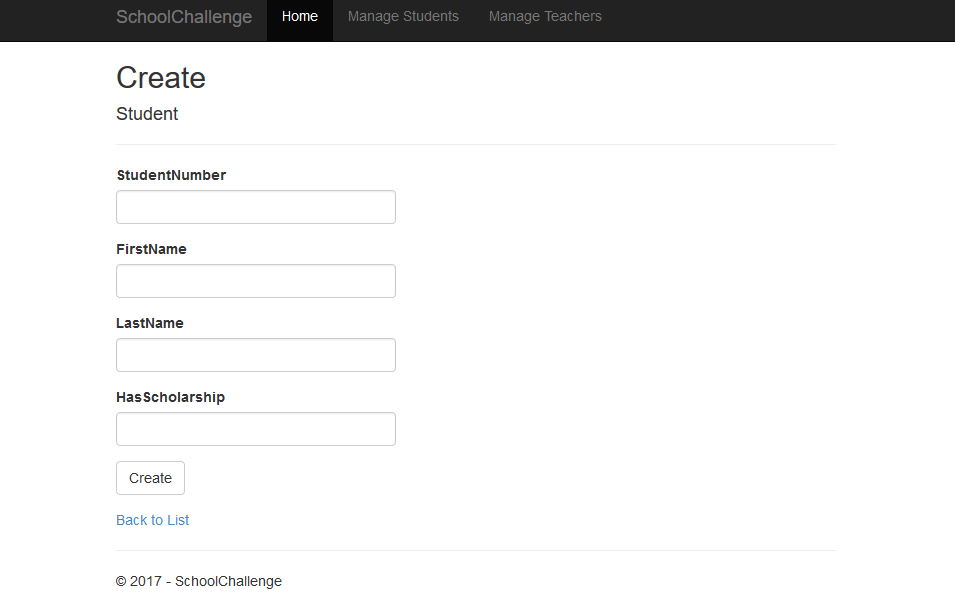 SchoolChallenge Home Manage Students Manage Teachers
Create
Student
StudentNumber
FirstName
LastName
HasScholarship
Create
Back to List
© 2017 - SchoolChallenge